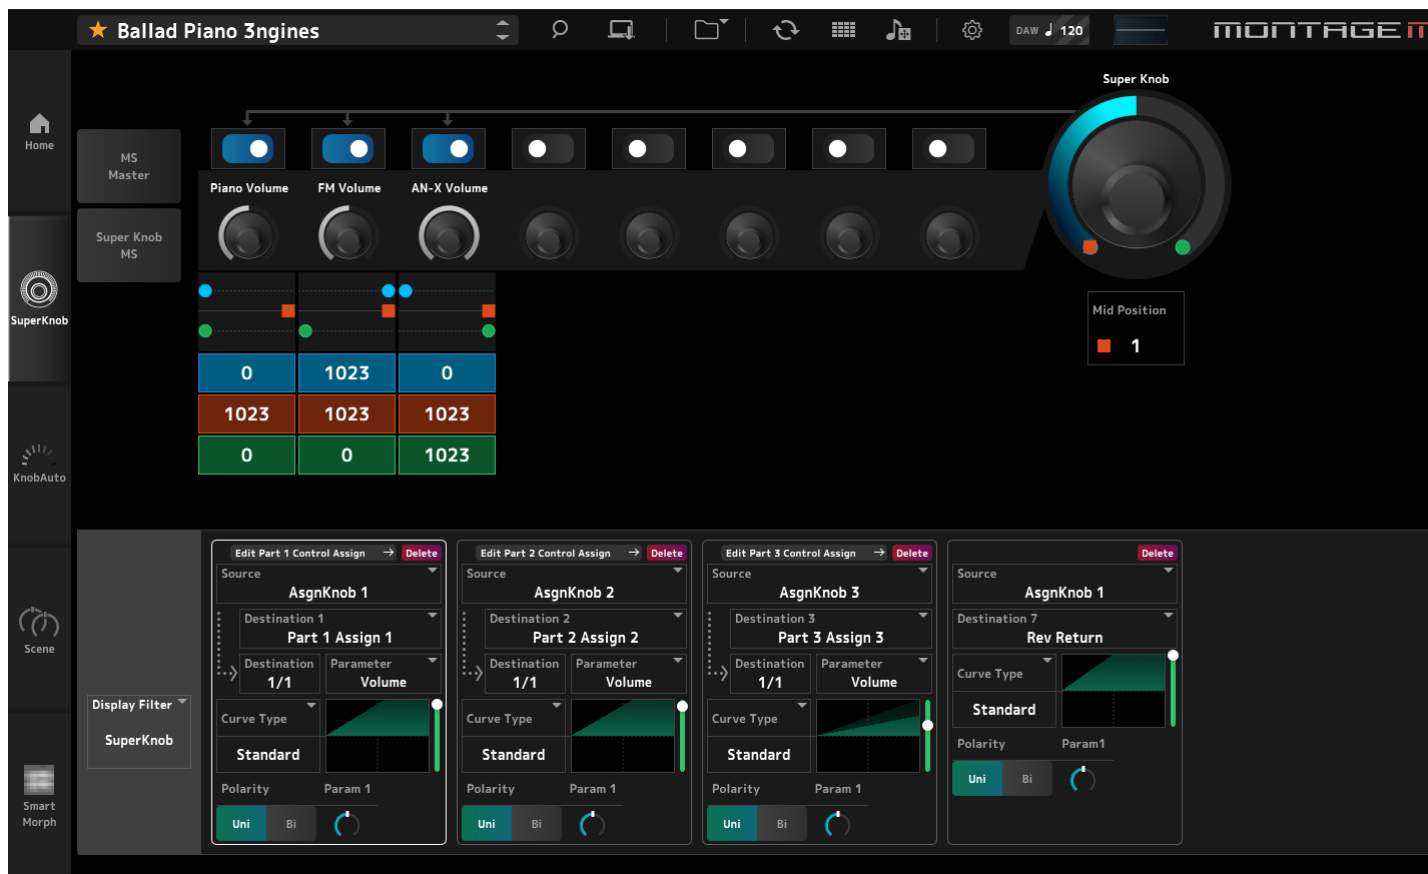 Ballad Piano 3ngines
DAW 120
MONTAGE M
Super Knob
Home
MS
Master
Super Knob
MS
Piano Volume
FM Volume
AN-X Volume
SuperKnob
Mid Position
1
0
1023
0
1023
1023
1023
0
0
1023
KnobAuto
Scene
Smart
Morph
Display Filter
SuperKnob
Edit Part 1 Control Assign → Delete
Source
AsgnKnob 1
Destination 1
Part 1 Assign 1
Destination
1/1
Parameter
Volume
Curve Type
Standard
Polarity
Param 1
Uni
Bi
Edit Part 2 Control Assign → Delete
Source
AsgnKnob 2
Destination 2
Part 2 Assign 2
Destination
1/1
Parameter
Volume
Curve Type
Standard
Polarity
Param 1
Uni
Bi
Edit Part 3 Control Assign → Delete
Source
AsgnKnob 3
Destination 3
Part 3 Assign 3
Destination
1/1
Parameter
Volume
Curve Type
Standard
Polarity
Param 1
Uni
Bi
Delete
Source
AsgnKnob 1
Destination 7
Rev Return
Curve Type
Standard
Polarity
Param1
Uni
Bi